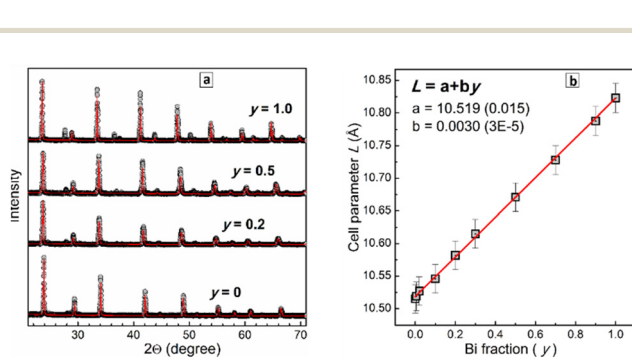 a
y = 1.0
y = 0.5
y = 0.2
y = 0
intensity
30 40 50 60 70
2Θ (degree)
b
L = a+by
a = 10.519 (0.015)
b = 0.0030 (3E-5)
10.85
10.80
10.75
10.70
10.65
10.60
10.55
10.50
Cell parameter L (Å)
0.0 0.2 0.4 0.6 0.8 1.0
Bi fraction ( y )